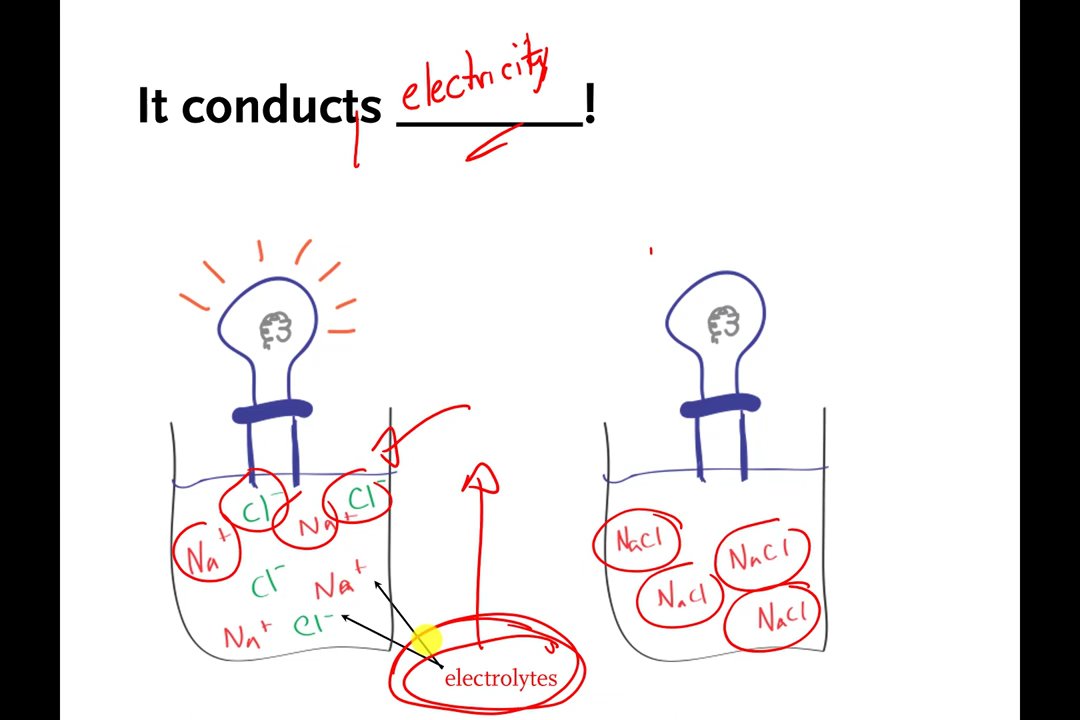 It conducts electricity!
Cl⁻ Na⁺ Cl⁻
Na⁺
Cl⁻ Na⁺
Na⁺ Cl⁻
electrolytes
NaCl NaCl
NaCl NaCl